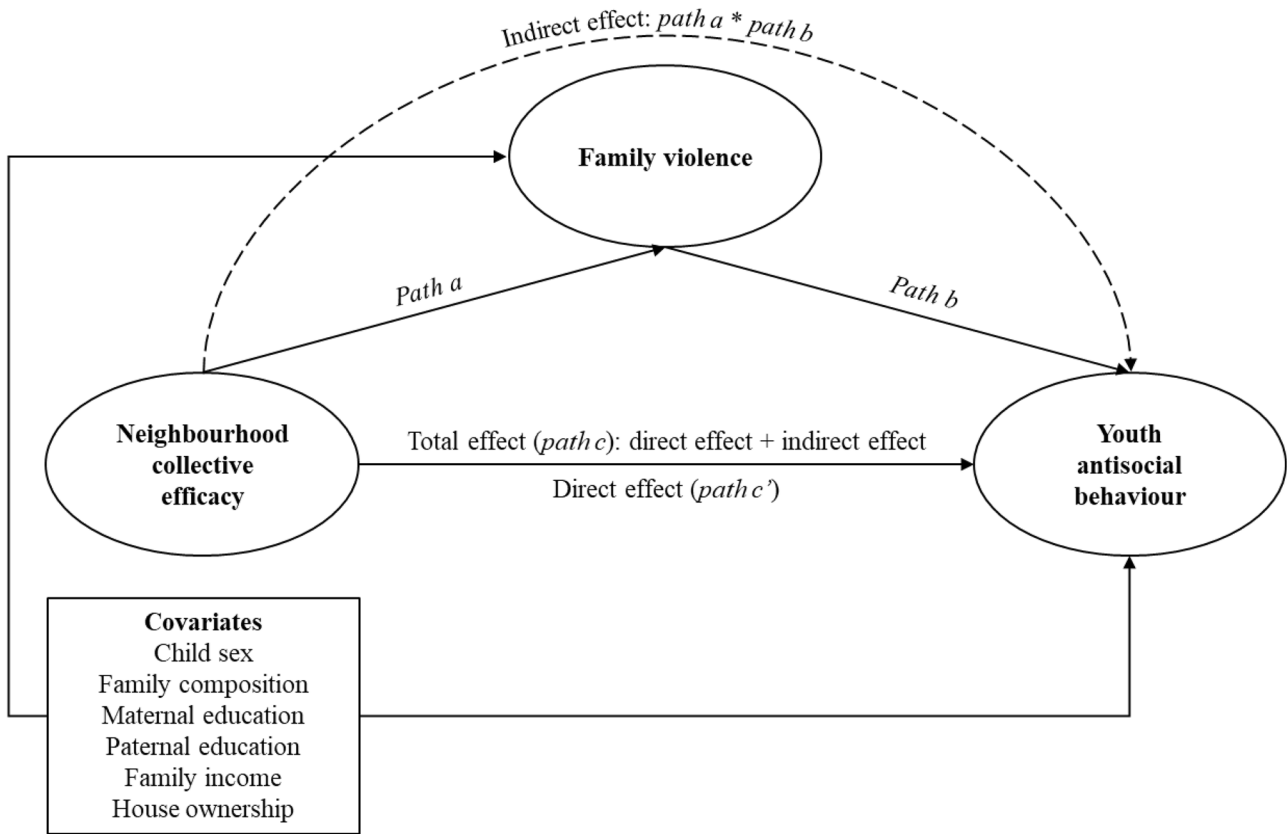 Indirect effect: path a * path b
Family violence
Path a
Path b
Neighbourhood
collective
efficacy
Total effect (path c): direct effect + indirect effect
Direct effect (path c’)
Youth
antisocial
behaviour
Covariates
Child sex
Family composition
Maternal education
Paternal education
Family income
House ownership